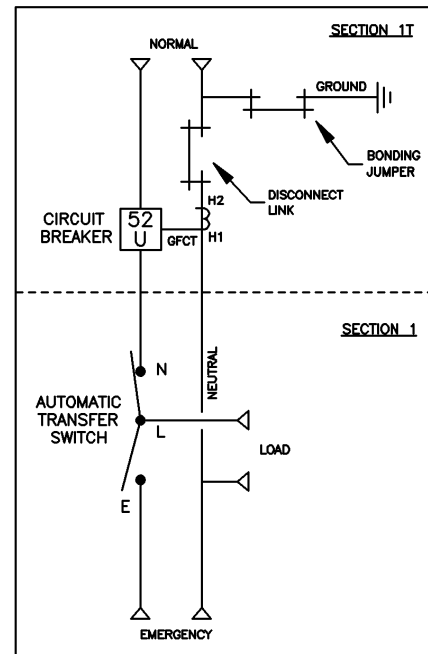 SECTION 1T
NORMAL
GROUND
BONDING
JUMPER
DISCONNECT
LINK
H2
CIRCUIT
BREAKER
52
U
GFCT
H1
SECTION 1
NEUTRAL
N
AUTOMATIC
TRANSFER
SWITCH
L
LOAD
E
EMERGENCY